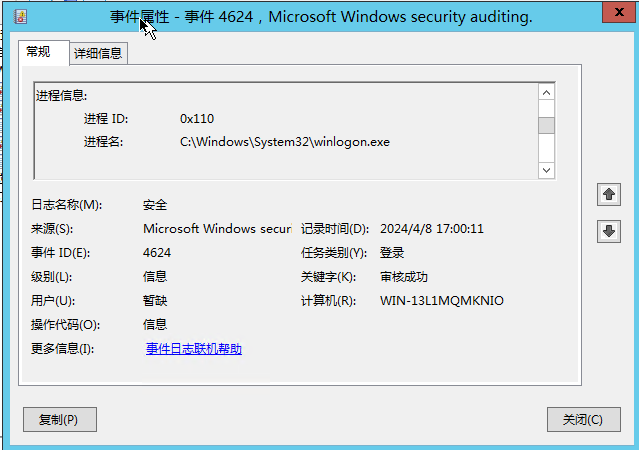 事件属性 - 事件 4624，Microsoft Windows security auditing.
x
常规 详细信息
进程信息:
进程 ID: 0x110
进程名: C:\Windows\System32\winlogon.exe
日志名称(M): 安全
来源(S): Microsoft Windows securi 记录时间(D): 2024/4/8 17:00:11
事件 ID(E): 4624 任务类别(Y): 登录
级别(L): 信息 关键字(K): 审核成功
用户(U): 暂缺 计算机(R): WIN-13L1MQMKNIO
操作代码(O): 信息
更多信息(I): 事件日志联机帮助
复制(P) 关闭(C)